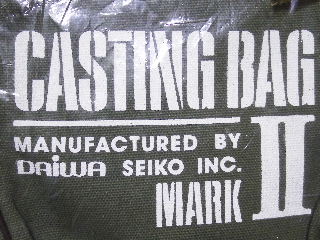 CASTING BAG
MANUFACTURED BY
DAIWA SEIKO INC.
MARK II